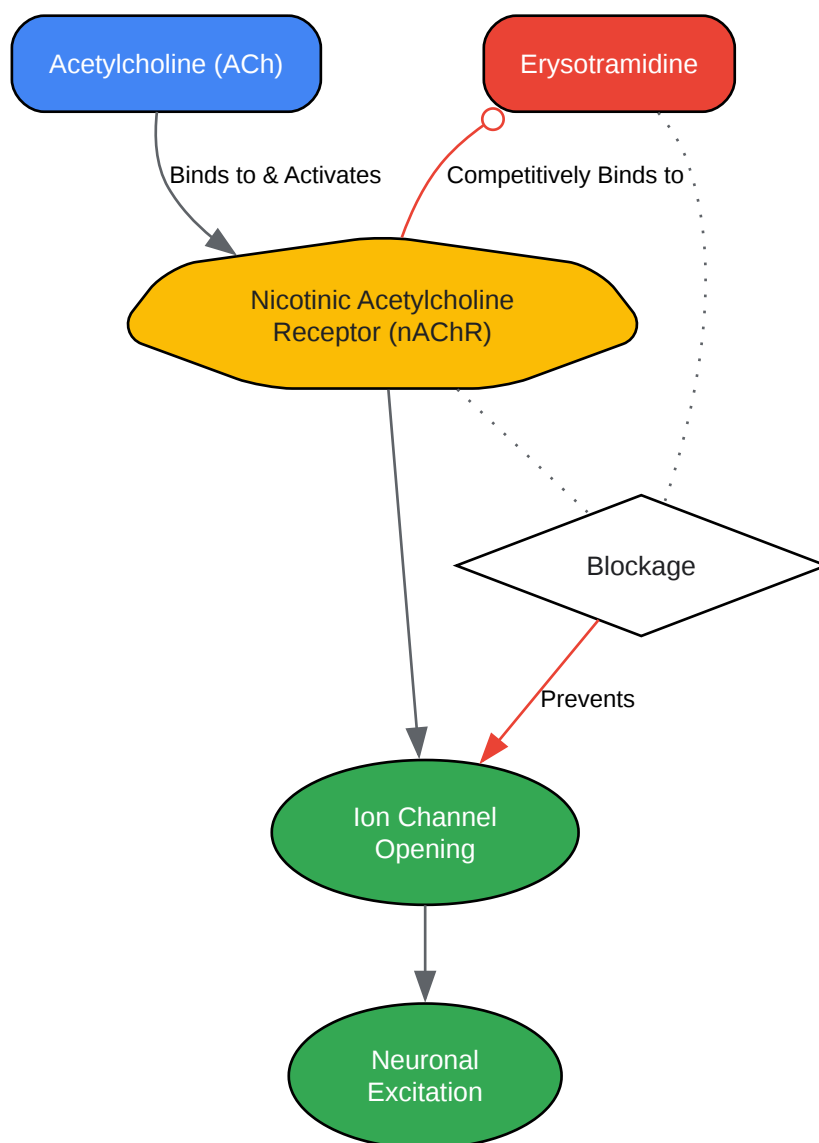 Acetylcholine (ACh)
Erysotramidine
Binds to & Activates
Competitively Binds to
Nicotinic Acetylcholine
Receptor (nAChR)
Blockage
Prevents
Ion Channel
Opening
Neuronal
Excitation